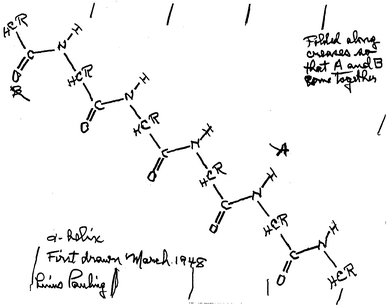 HCR
N
H
C
O
B
HCR
N
H
C
O
HCR
N
H
C
O
HCR
N
H
C
O
HCR
N
H
C
O
HCR
A
Folded along
creases so
that A and B
come together
α-Helix
First drawn March 1948
Linus Pauling